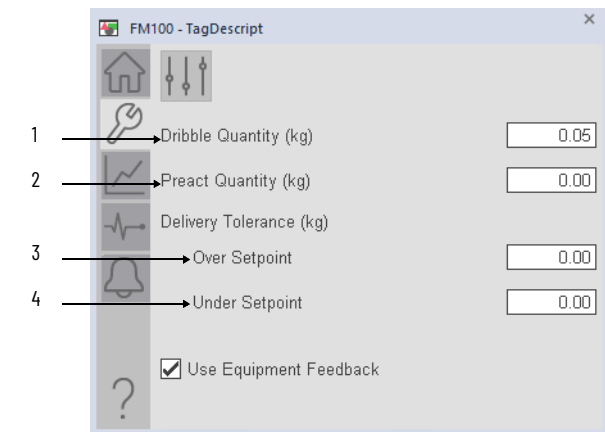 FM100 - TagDescript
1 Dribble Quantity (kg) 0.05
2 Preact Quantity (kg) 0.00
Delivery Tolerance (kg)
3 Over Setpoint 0.00
4 Under Setpoint 0.00
Use Equipment Feedback
?